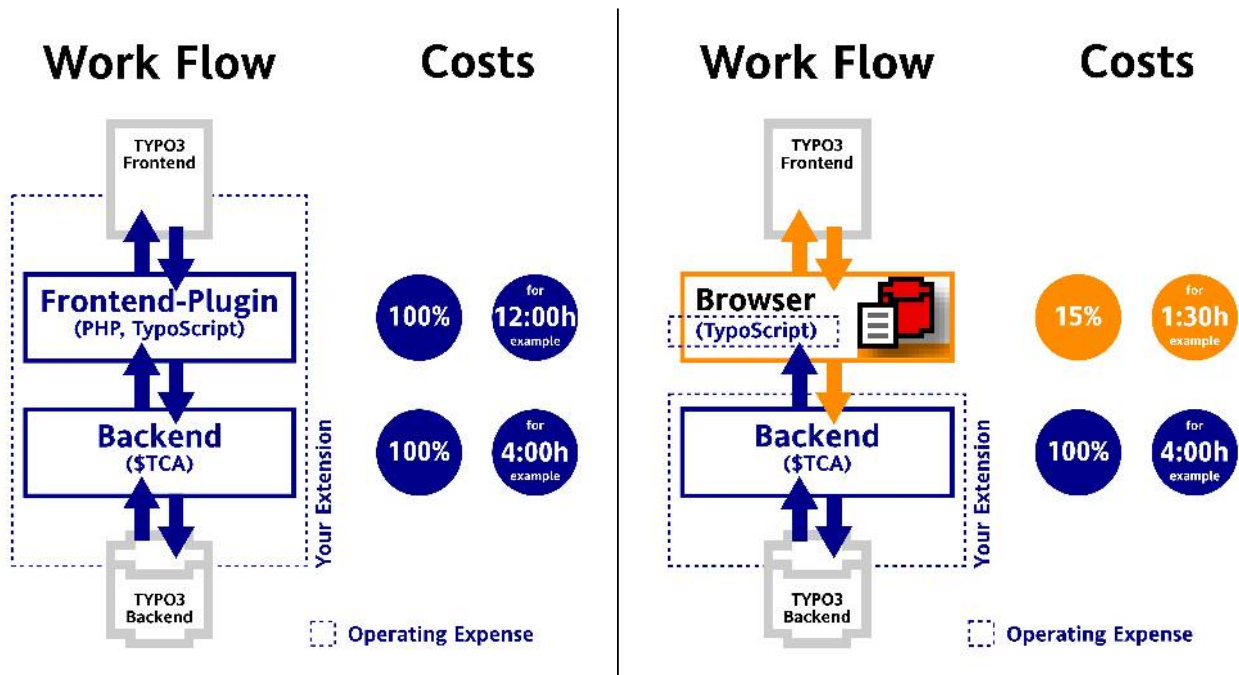 Work Flow
Costs
TYPO3
Frontend
Frontend-Plugin
(PHP, TypoScript)
100%
for
12:00h
example
Backend
($TCA)
100%
for
4:00h
example
Your Extension
TYPO3
Backend
Operating Expense
Work Flow
Costs
TYPO3
Frontend
Browser
(TypoScript)
15%
for
1:30h
example
Backend
($TCA)
100%
for
4:00h
example
Your Extension
TYPO3
Backend
Operating Expense